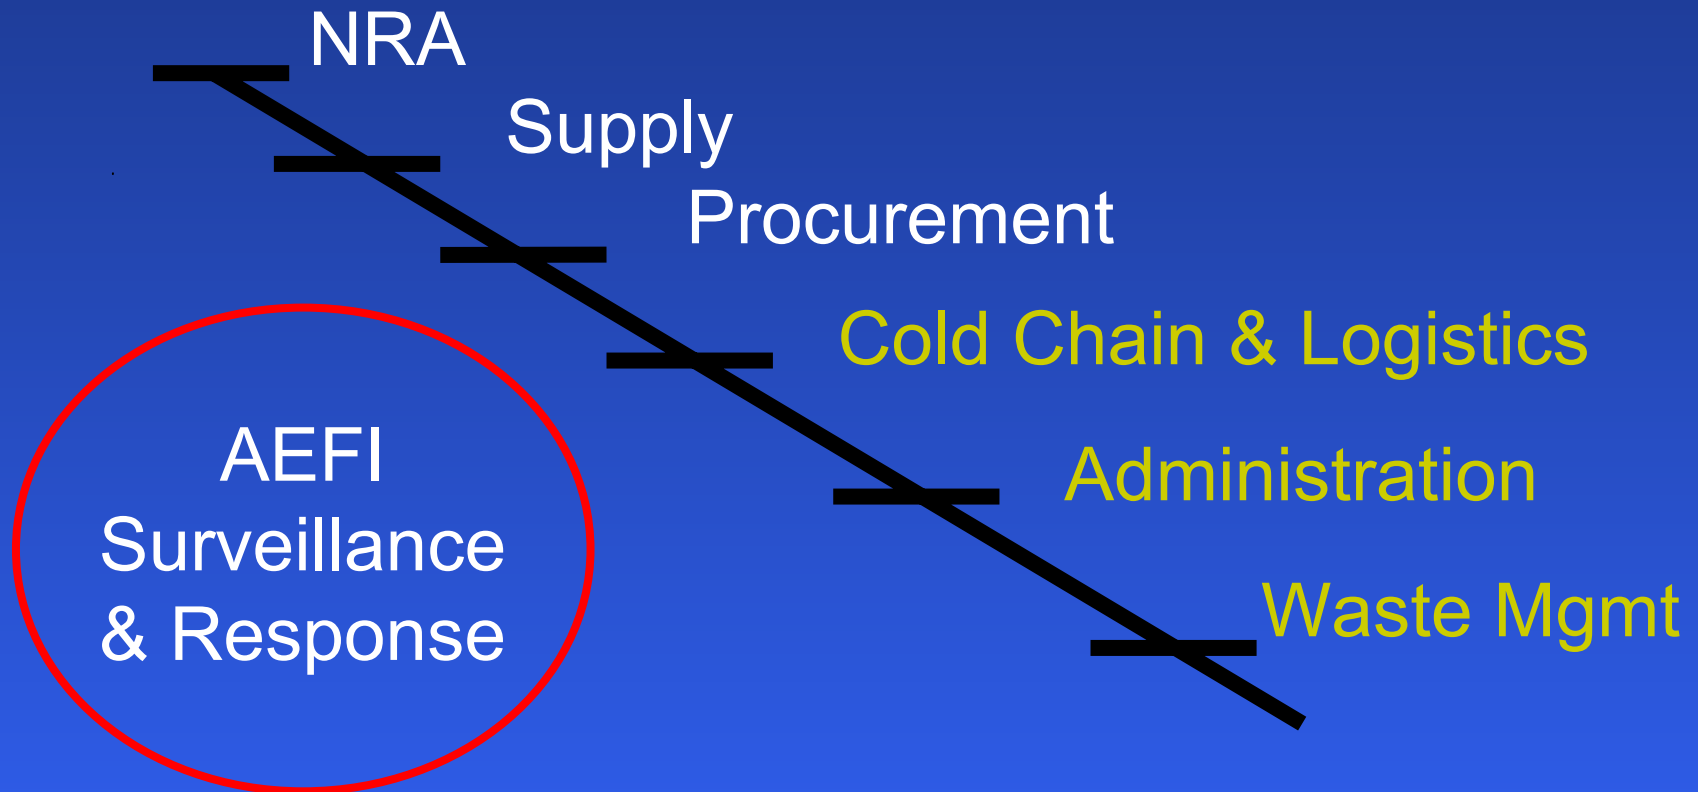 NRA
Supply
Procurement
Cold Chain & Logistics
Administration
Waste Mgmt
AEFI
Surveillance
& Response